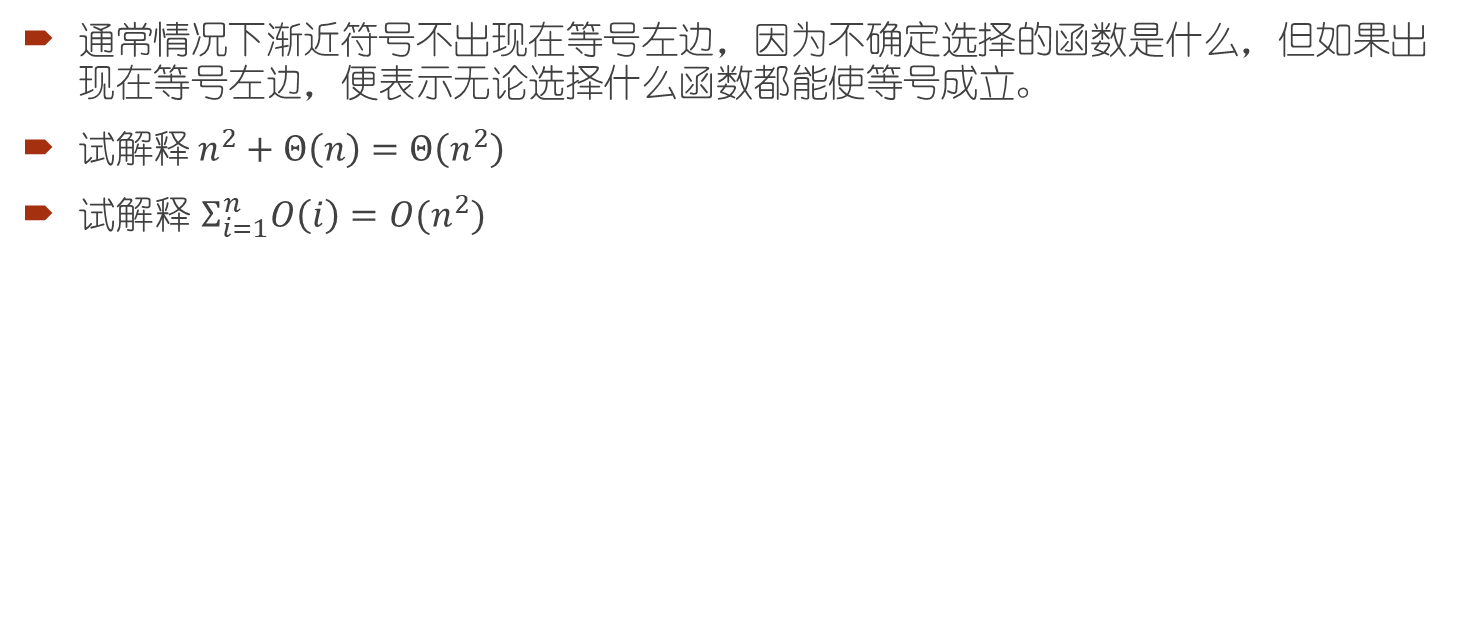 通常情况下渐近符号不出现在等号左边，因为不确定选择的函数是什么，但如果出
现在等号左边，便表示无论选择什么函数都能使等号成立。
试解释 n² + Θ(n) = Θ(n²)
试解释 Σⁿᵢ₌₁O(i) = O(n²)